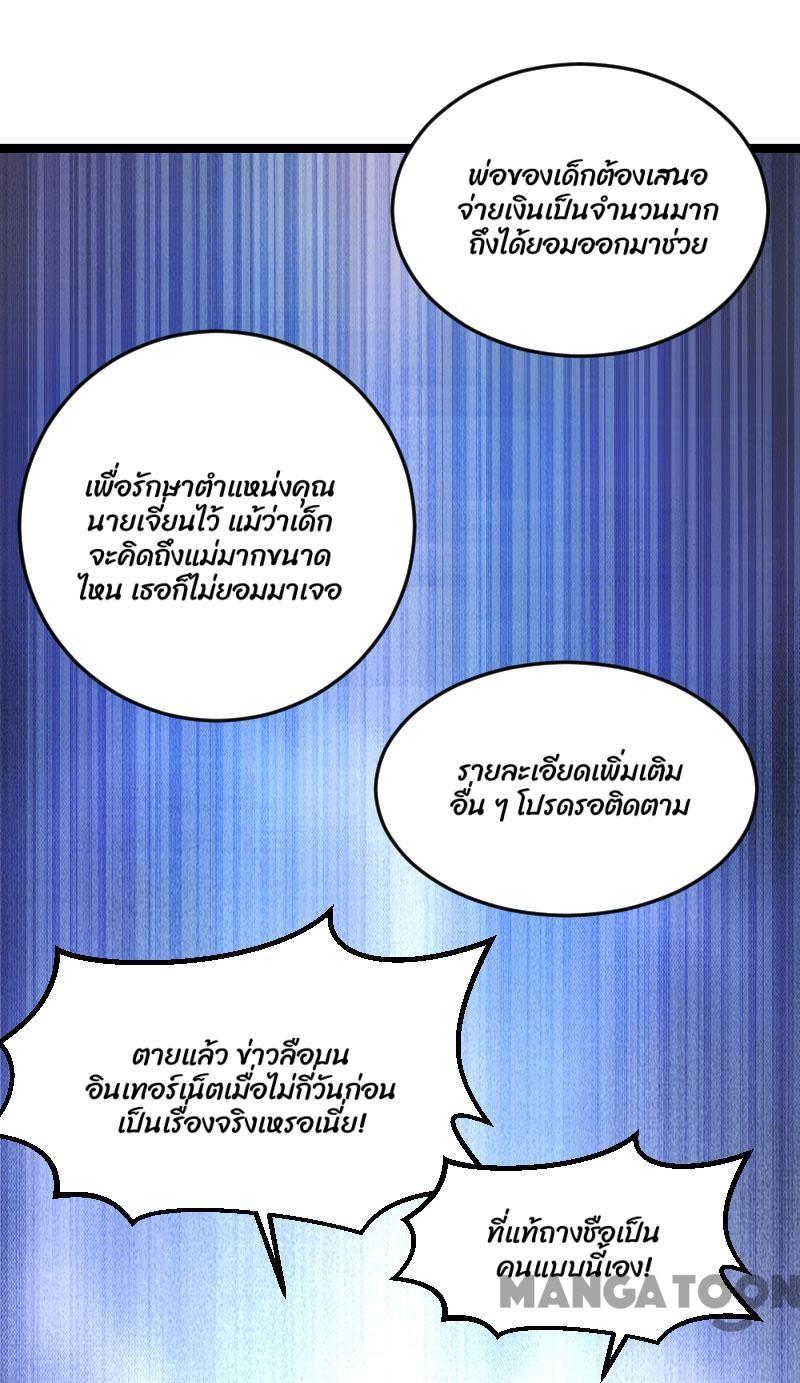 พ่อของเด็กต้องเสนอ
จ่ายเงินเป็นจำนวนมาก
ถึงได้ยอมออกมาช่วย
เพื่อรักษาตำแหน่งคุณ
นายเจี่ยนไว้ แม้ว่าเด็ก
จะคิดถึงแม่มากขนาด
ไหน เธอก็ไม่ยอมมาเจอ
รายละเอียดเพิ่มเติม
อื่น ๆ โปรดรอติดตาม
ตายแล้ว ข่าวลือบน
อินเทอร์เน็ตเมื่อไม่กี่วันก่อน
เป็นเรื่องจริงเหรอเนี่ย!
ที่แท้ถางซือเป็น
คนแบบนี้เอง!
MANGATOON